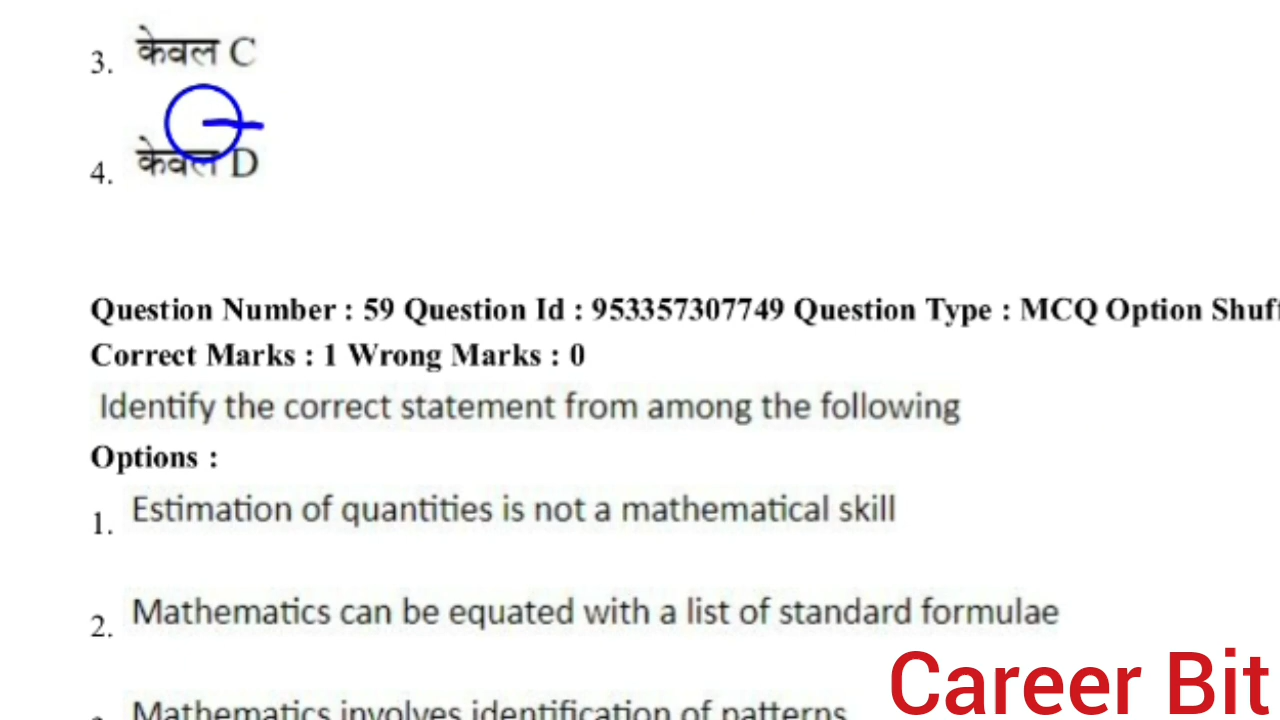 3. केवल C
4. केवल D
Question Number : 59 Question Id : 953357307749 Question Type : MCQ Option Shuf
Correct Marks : 1 Wrong Marks : 0
Identify the correct statement from among the following
Options :
1. Estimation of quantities is not a mathematical skill
2. Mathematics can be equated with a list of standard formulae
Mathematics involves identification of patterns
Career Bit